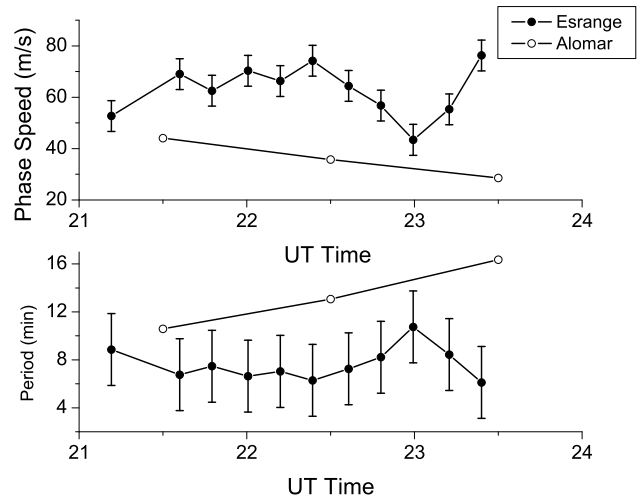 Esrange
Alomar
Phase Speed (m/s)
80
60
40
20
21
22
23
24
UT Time
Period (min)
16
12
8
4
21
22
23
24
UT Time